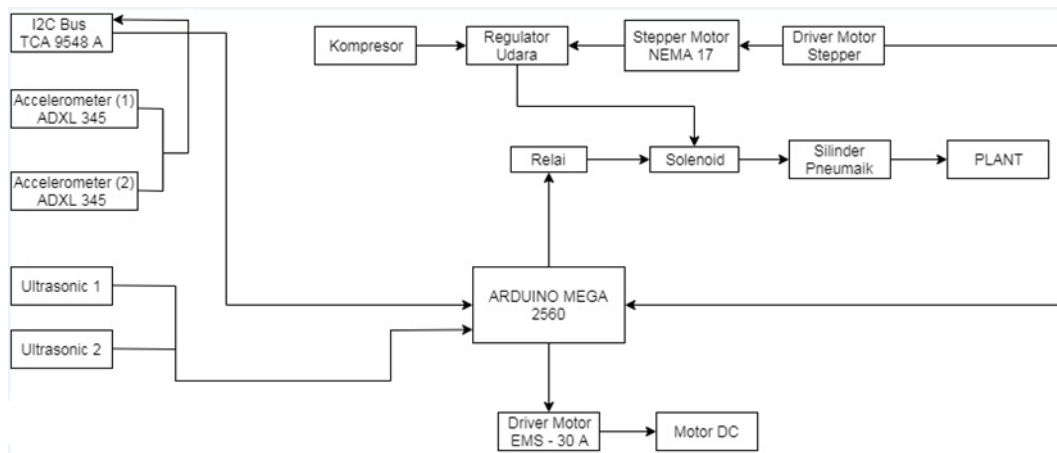 I2C Bus
TCA 9548 A
Kompresor
Regulator
Udara
Stepper Motor
NEMA 17
Driver Motor
Stepper
Accelerometer (1)
ADXL 345
Relai
Solenoid
Silinder
Pneumaik
PLANT
Accelerometer (2)
ADXL 345
Ultrasonic 1
ARDUINO MEGA
2560
Ultrasonic 2
Driver Motor
EMS - 30 A
Motor DC